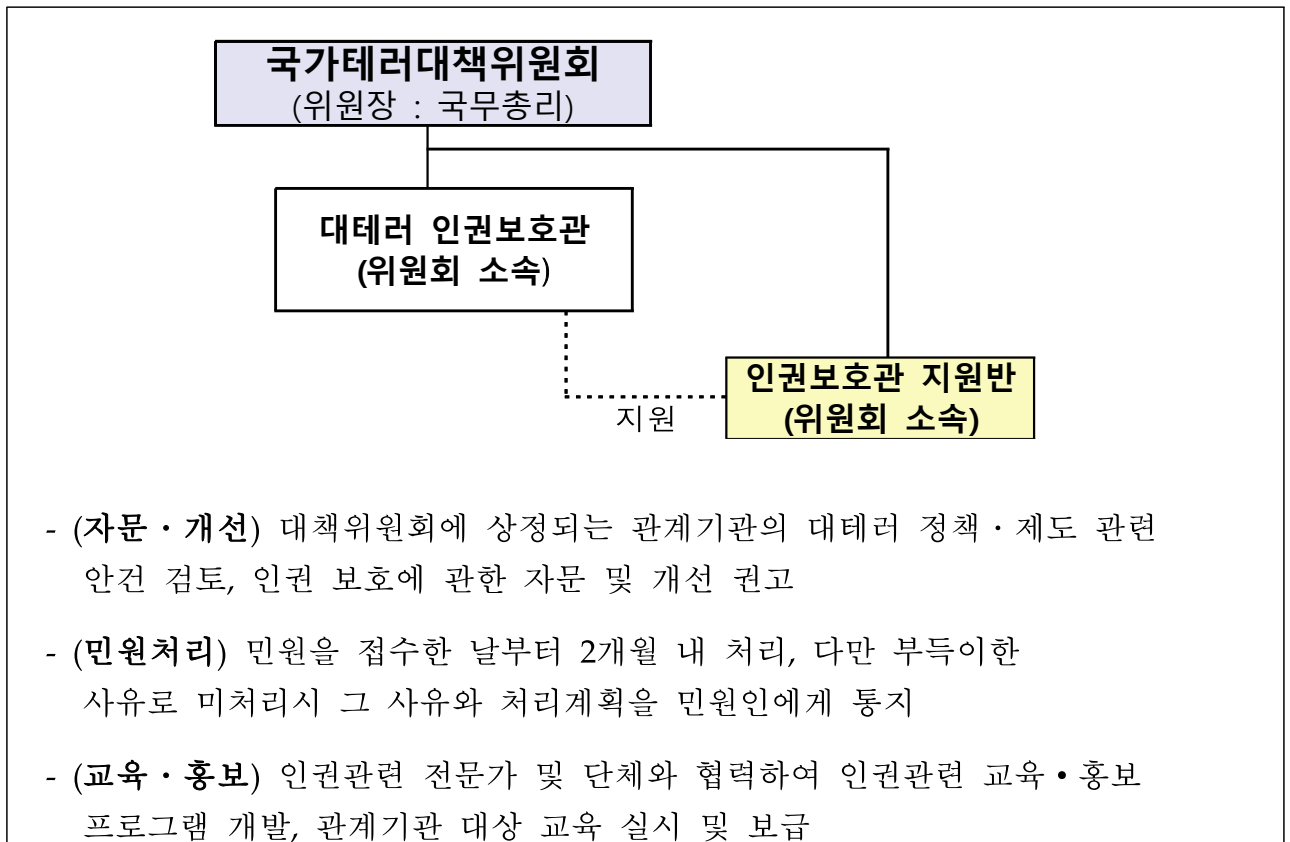 국가테러대책위원회
(위원장 : 국무총리)
대테러 인권보호관
(위원회 소속)
인권보호관 지원반
(위원회 소속)
지원
- (자문·개선) 대책위원회에 상정되는 관계기관의 대테러 정책·제도 관련
안건 검토, 인권 보호에 관한 자문 및 개선 권고
- (민원처리) 민원을 접수한 날부터 2개월 내 처리, 다만 부득이한
사유로 미처리시 그 사유와 처리계획을 민원인에게 통지
- (교육·홍보) 인권관련 전문가 및 단체와 협력하여 인권관련 교육•홍보
프로그램 개발, 관계기관 대상 교육 실시 및 보급